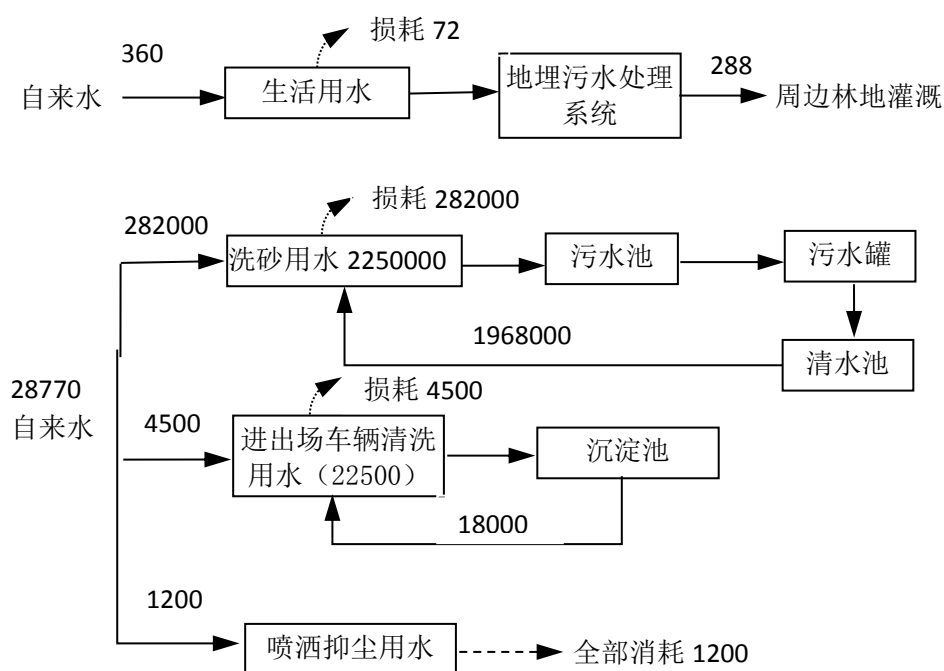 损耗 72
360
288
自来水
生活用水
地埋污水处理
系统
周边林地灌溉
损耗 282000
282000
洗砂用水 2250000
污水池
污水罐
1968000
清水池
28770
自来水
损耗 4500
4500
进出场车辆清洗
用水（22500）
沉淀池
18000
1200
喷洒抑尘用水
全部消耗 1200